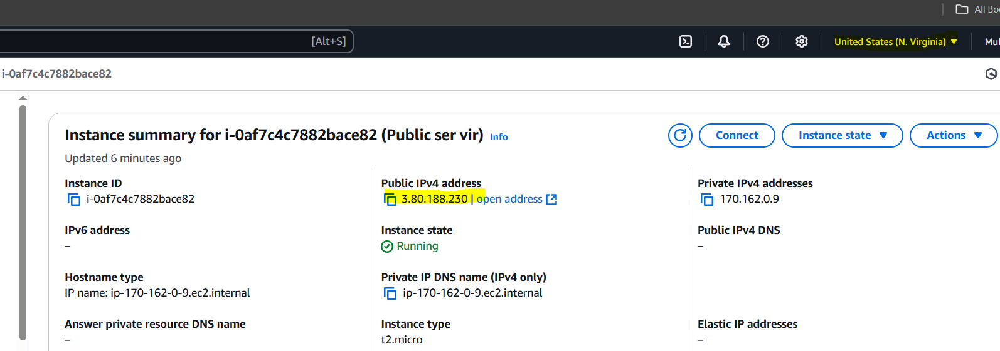 All Bo
[Alt+S]
United States (N. Virginia)
Mul
i-0af7c4c7882bace82
Instance summary for i-0af7c4c7882bace82 (Public ser vir) Info
Connect
Instance state
Actions
Updated 6 minutes ago
Instance ID
i-0af7c4c7882bace82
Public IPv4 address
3.80.188.230 | open address
Private IPv4 addresses
170.162.0.9
IPv6 address
–
Instance state
Running
Public IPv4 DNS
–
Hostname type
IP name: ip-170-162-0-9.ec2.internal
Private IP DNS name (IPv4 only)
ip-170-162-0-9.ec2.internal
Answer private resource DNS name
–
Instance type
t2.micro
Elastic IP addresses
–